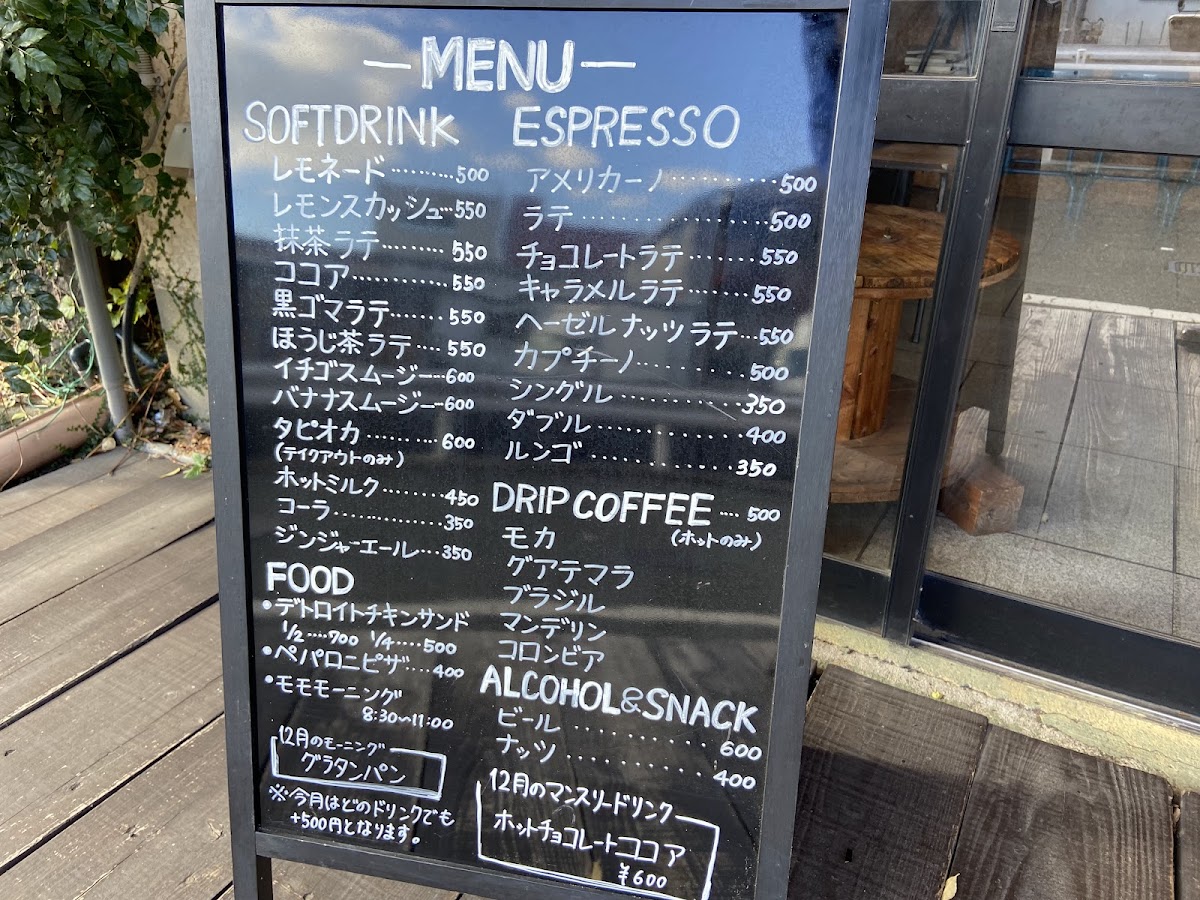 MENU
SOFTDRINK
レモネード..........500
レモンスカッシュ...550
抹茶ラテ.........550
ココア............550
黒ゴマラテ.......550
ほうじ茶ラテ....550
イチゴスムージー...600
バナナスムージー...600
タピオカ..........600
(テイクアウトのみ)
ホットミルク........450
コーラ..............350
ジンジャーエール...350
FOOD
・デトロイトチキンサンド
1/2....700 1/4.....500
・ペパロニピザ....400
・モモモーニング
8:30~11:00
12月のモーニング
グラタンパン
※今月はどのドリンクでも
+500円となります。
ESPRESSO
アメリカーノ..........500
ラテ..................500
チョコレートラテ.......550
キャラメルラテ......550
ヘーゼルナッツラテ...550
カプチーノ...........500
シングル............350
ダブル...............400
ルンゴ..............350
DRIP COFFEE....500
(ホットのみ)
モカ
グアテマラ
ブラジル
マンデリン
コロンビア
ALCOHOL&SNACK
ビール............600
ナッツ............400
12月のマンスリードリンク
ホットチョコレートココア
¥600